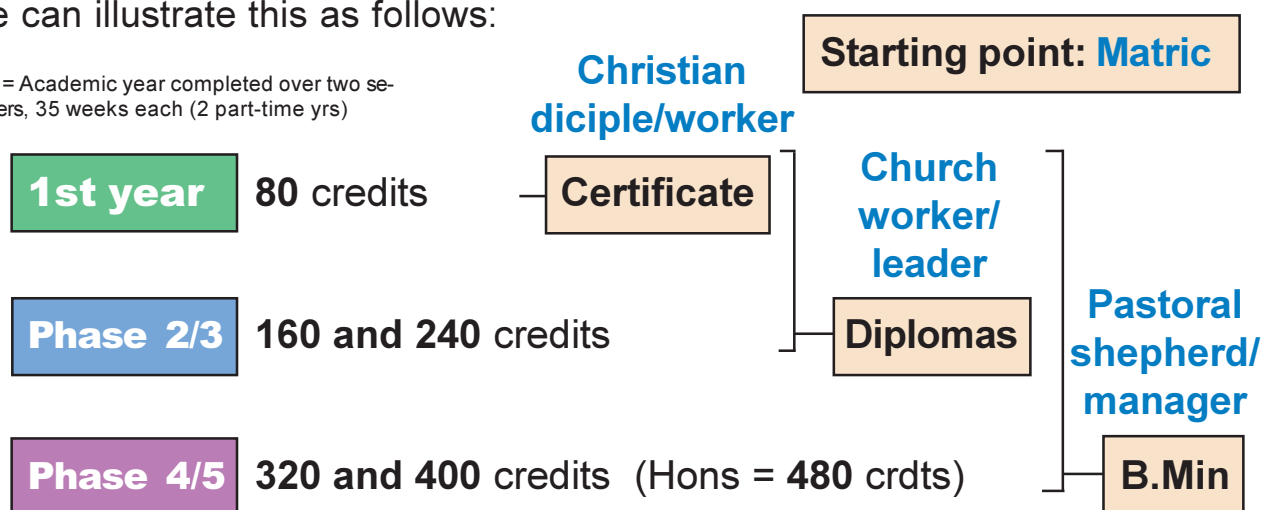 e can illustrate this as follows:
= Academic year completed over two se-
ers, 35 weeks each (2 part-time yrs)
Starting point: Matric
Christian
diciple/worker
1st year 80 credits Certificate
Church
worker/
leader
Phase 2/3 160 and 240 credits Diplomas
Pastoral
shepherd/
manager
Phase 4/5 320 and 400 credits (Hons = 480 crdts) B.Min